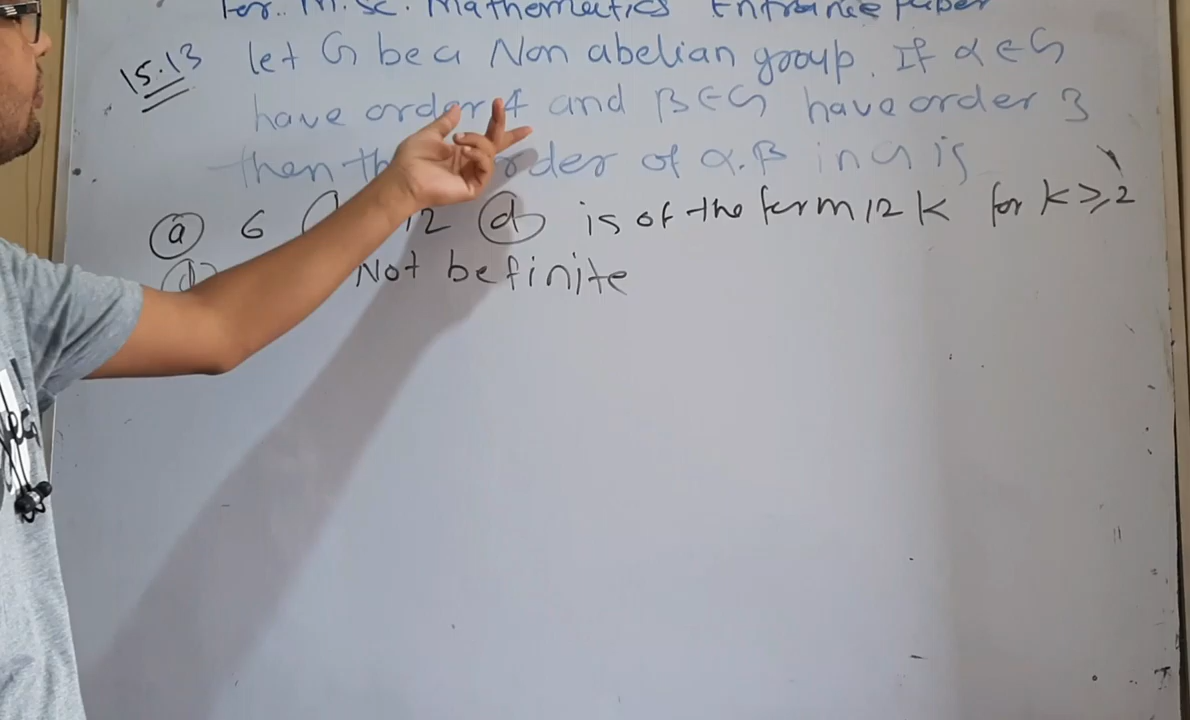 For.. M.sc. Mathematics Entrance paper
15.13 let G be a Non abelian group. If α ∈ G
have order 4 and β ∈ G have order 3
then order of α.β in G is
(a) 6 12 (d) is of the form 12 K for K ≥ 2
(d) Not be finite